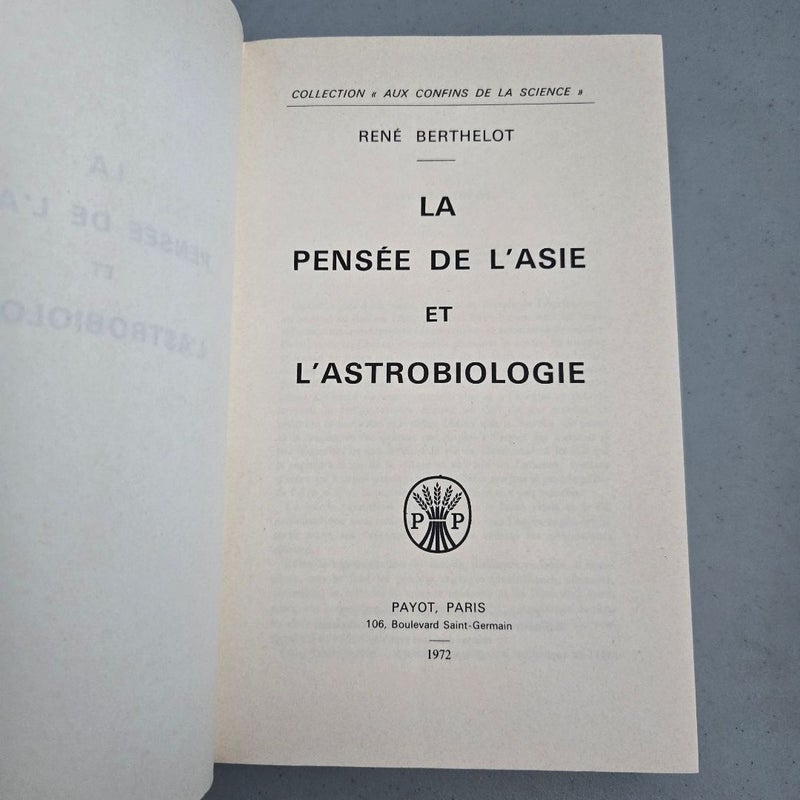 COLLECTION « AUX CONFINS DE LA SCIENCE »
RENÉ BERTHELOT
LA
PENSÉE DE L'ASIE
ET
L'ASTROBIOLOGIE
P P
PAYOT, PARIS
106, Boulevard Saint-Germain
1972